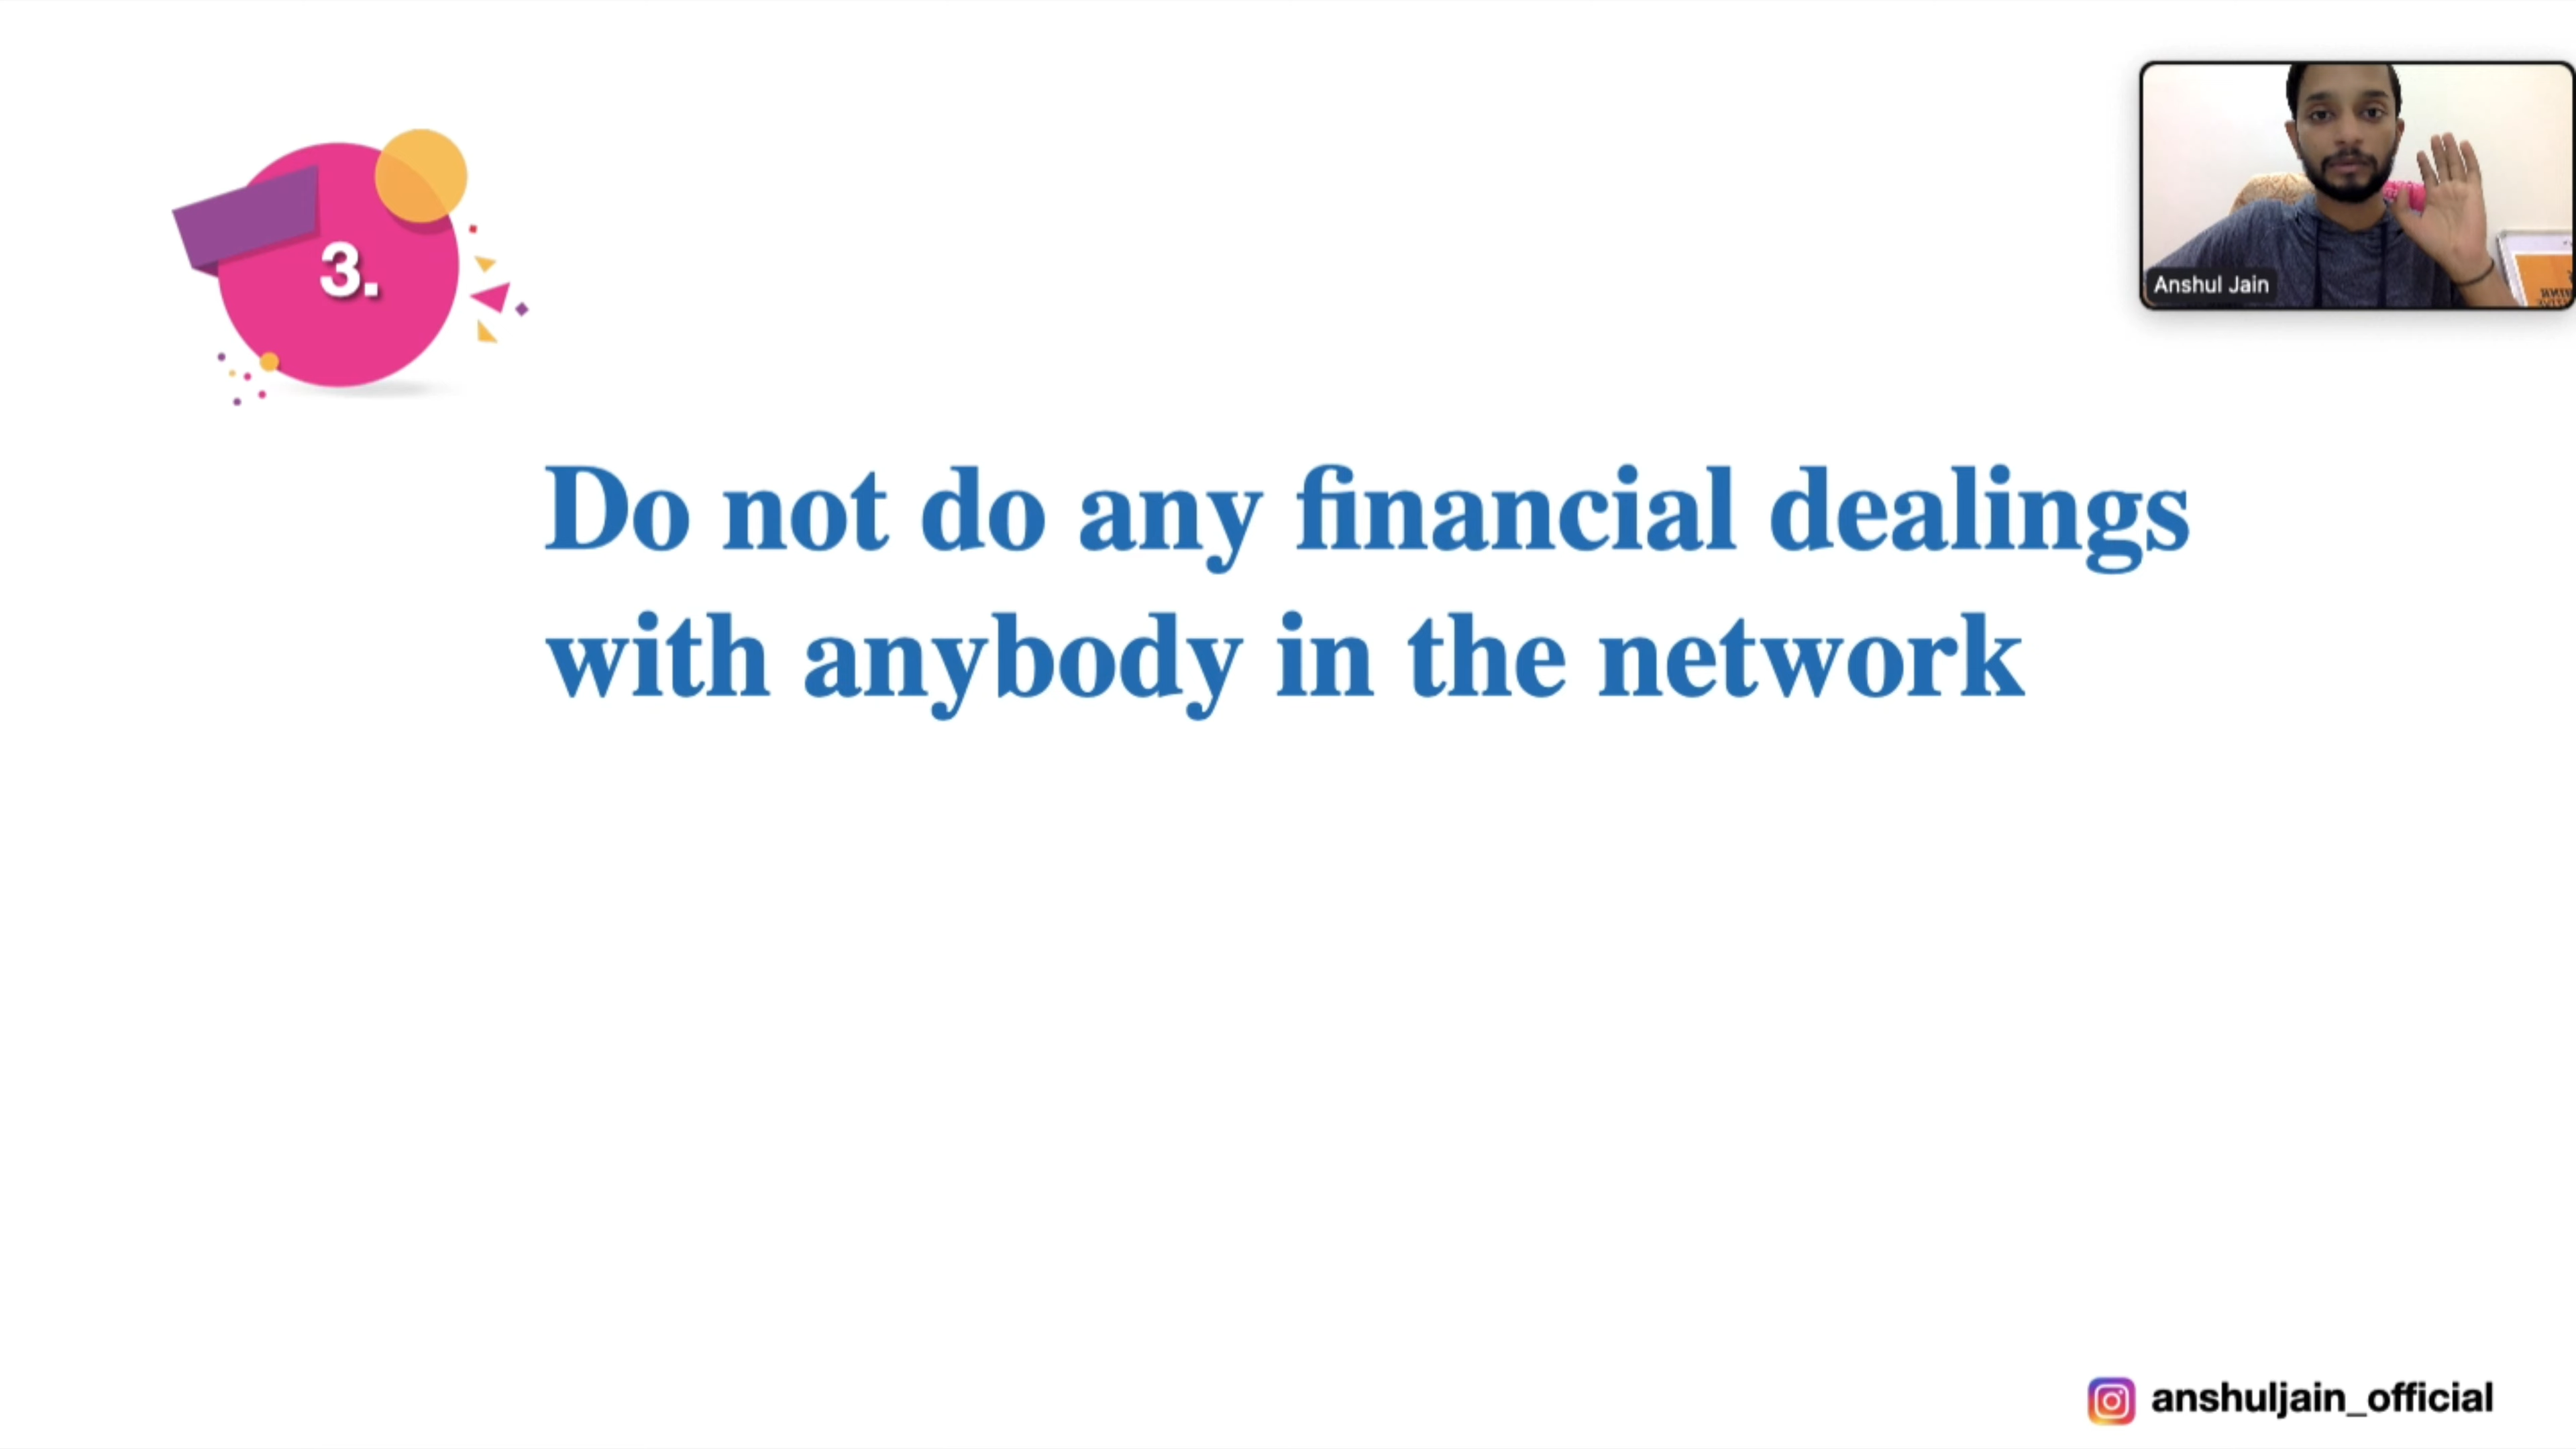 3.
Anshul Jain
Do not do any financial dealings
with anybody in the network
anshuljain_official